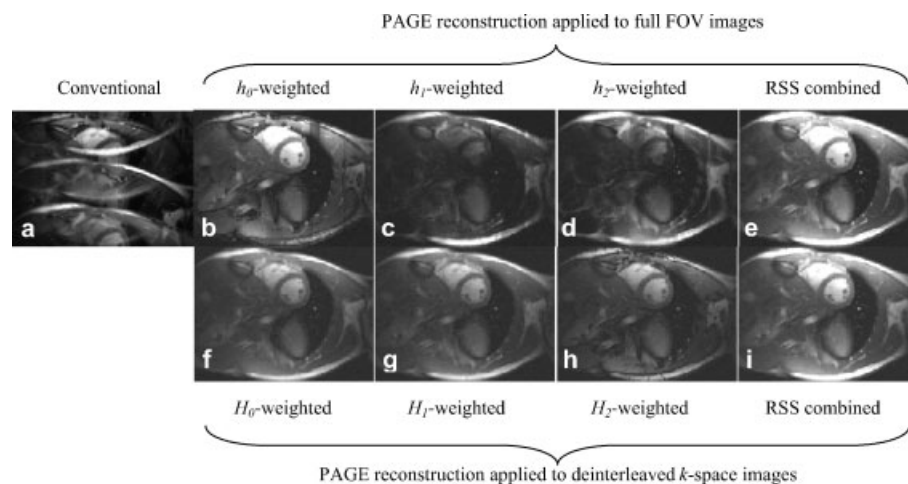 PAGE reconstruction applied to full FOV images
Conventional h0-weighted h1-weighted h2-weighted RSS combined
a b c d e
f g h i
H0-weighted H1-weighted H2-weighted RSS combined
PAGE reconstruction applied to deinterleaved k-space images